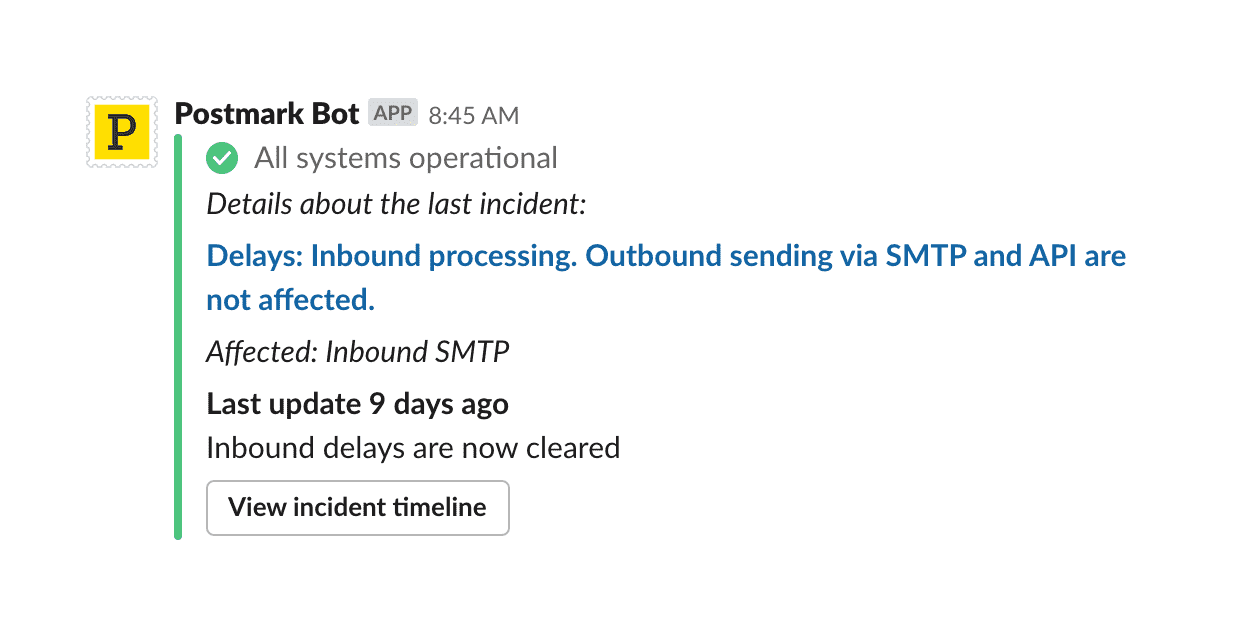 P
Postmark Bot APP 8:45 AM
All systems operational
Details about the last incident:
Delays: Inbound processing. Outbound sending via SMTP and API are
not affected.
Affected: Inbound SMTP
Last update 9 days ago
Inbound delays are now cleared
View incident timeline